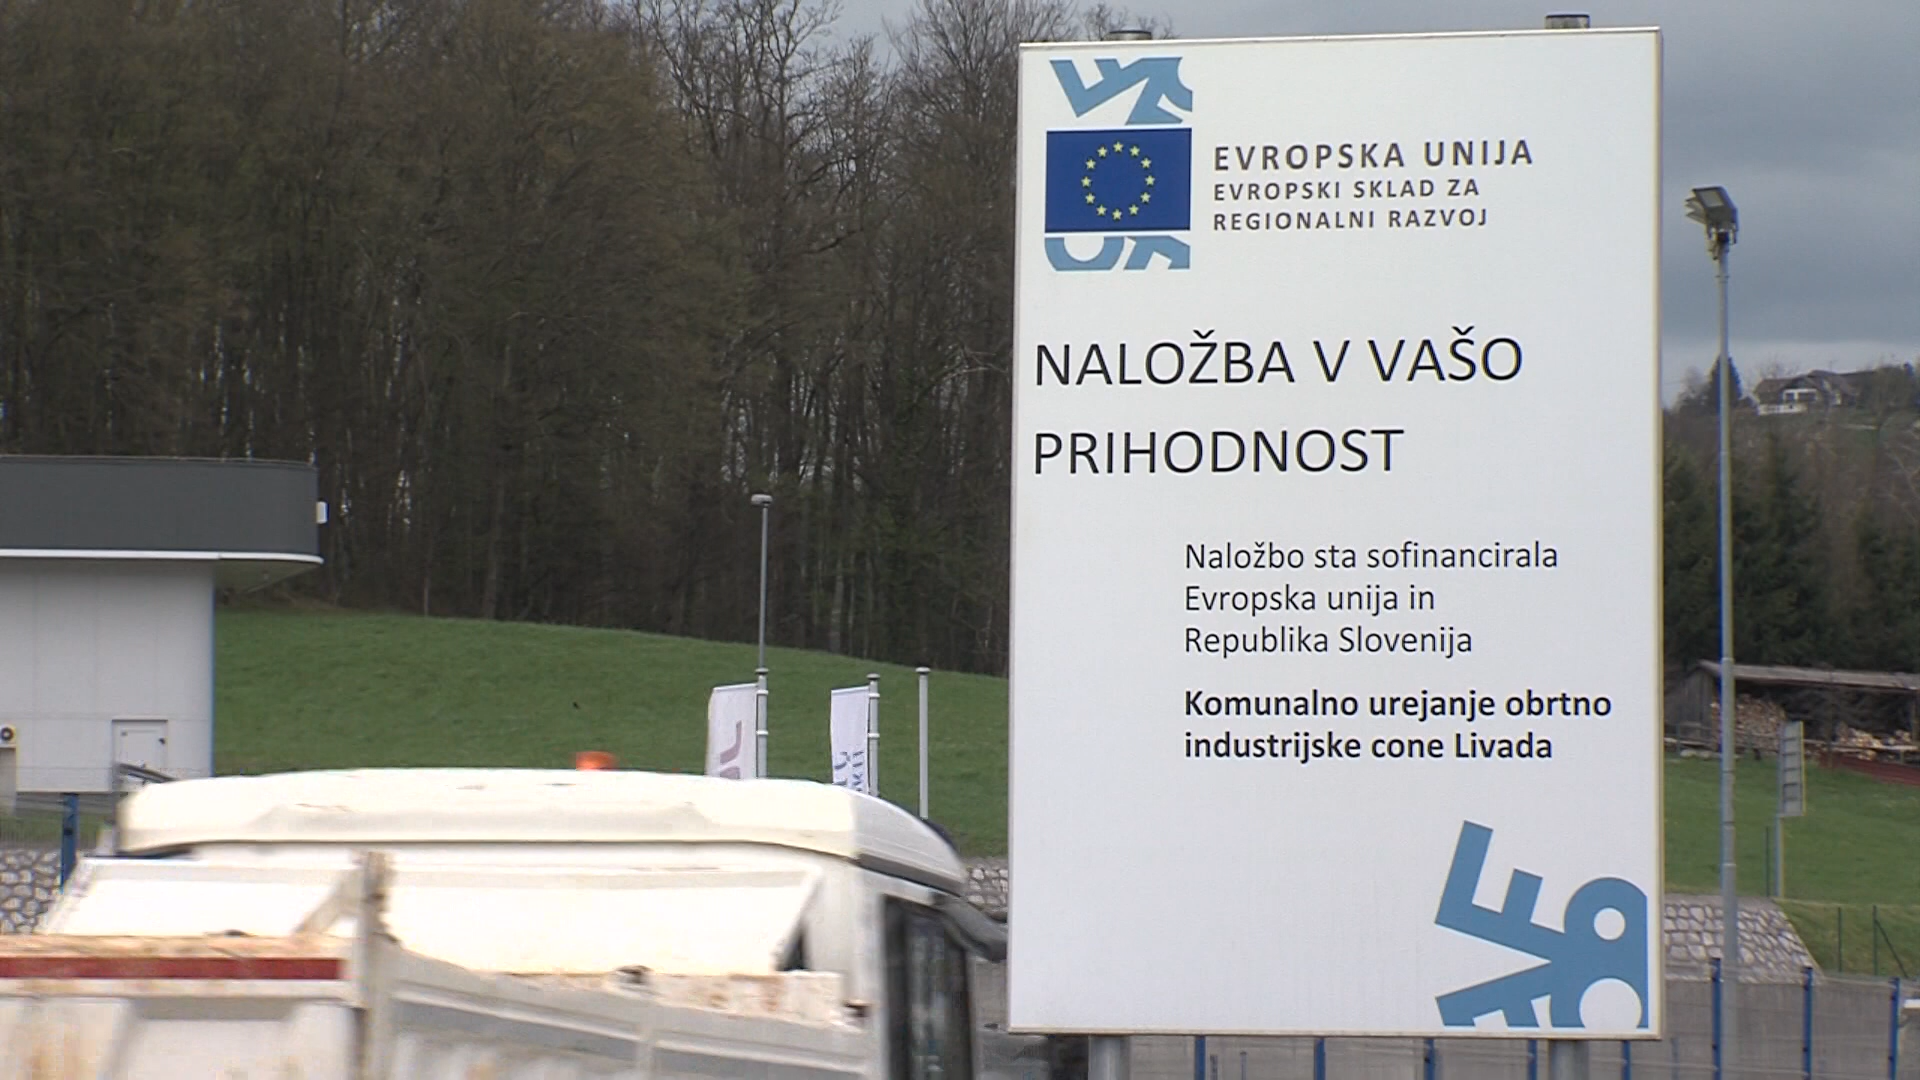 EVROPSKA UNIJA
EVROPSKI SKLAD ZA
REGIONALNI RAZVOJ
NALOŽBA V VAŠO
PRIHODNOST
Naložbo sta sofinancirala
Evropska unija in
Republika Slovenija
Komunalno urejanje obrtno
industrijske cone Livada